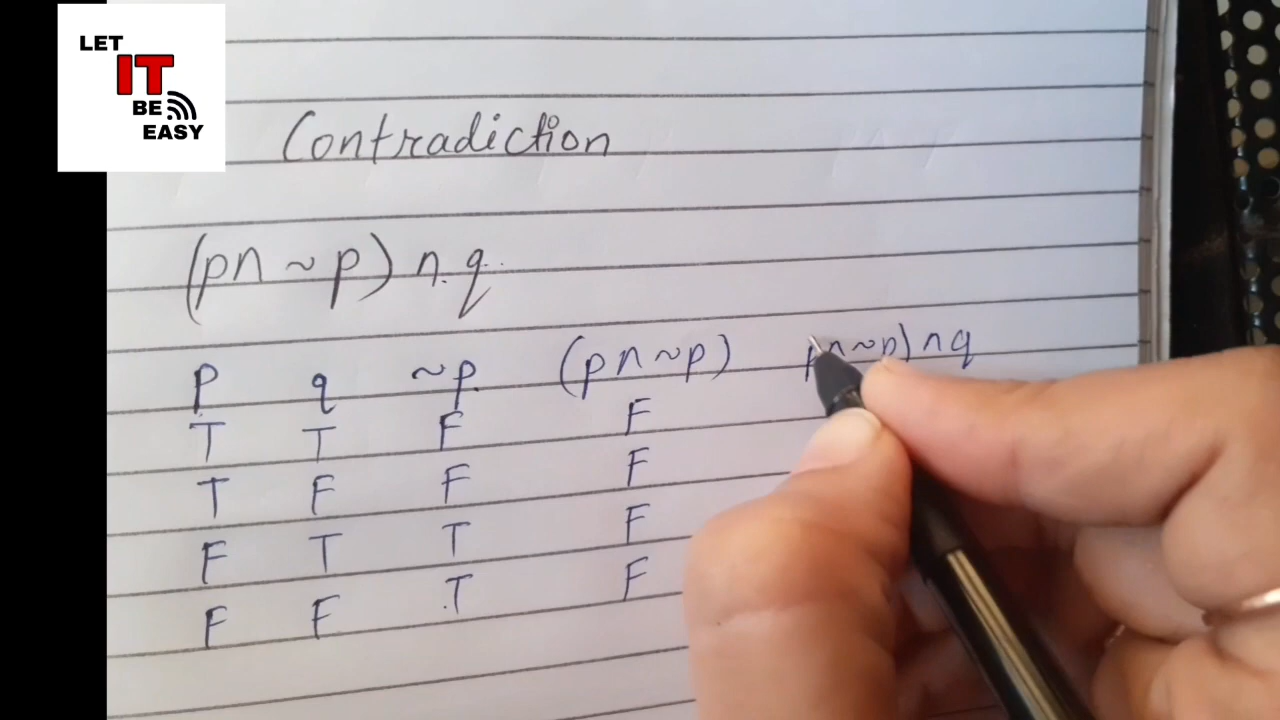 LET
IT
BE
EASY
Contradiction
(p n ~ p) n q
p q ~p (p n ~p) p n ~p) n q
T T F F
T F F F
F T T F
F F T F